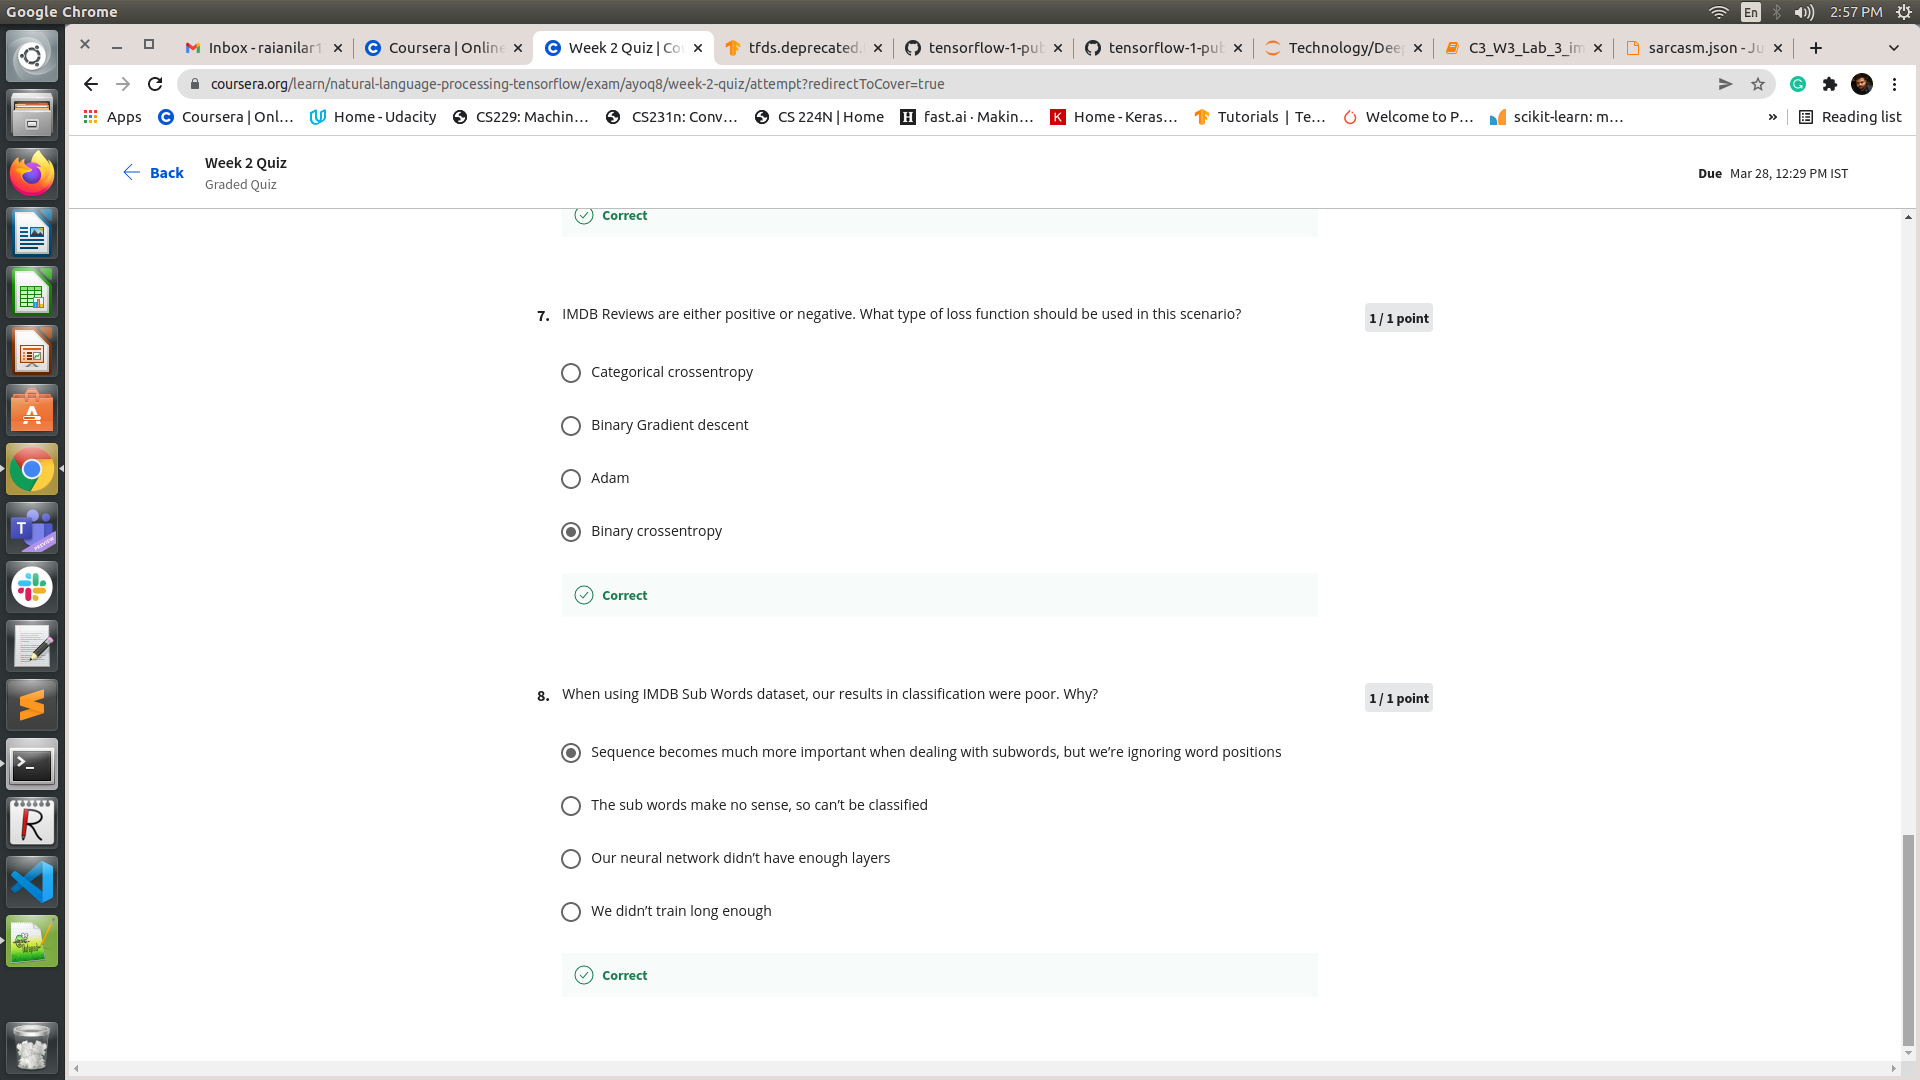 Google Chrome
En
2:57 PM
Inbox - raianilar1
Coursera | Online
Week 2 Quiz | Co
tfds.deprecated.
tensorflow-1-pub
tensorflow-1-pub
Technology/Deep
C3_W3_Lab_3_im
sarcasm.json - Ju
coursera.org/learn/natural-language-processing-tensorflow/exam/ayoq8/week-2-quiz/attempt?redirectToCover=true
Apps
Coursera | Onl...
Home - Udacity
CS229: Machin...
CS231n: Conv...
CS 224N | Home
fast.ai · Makin...
Home - Keras...
Tutorials | Te...
Welcome to P...
scikit-learn: m...
»
Reading list
Back
Week 2 Quiz
Graded Quiz
Due Mar 28, 12:29 PM IST
Correct
7. IMDB Reviews are either positive or negative. What type of loss function should be used in this scenario?
1 / 1 point
Categorical crossentropy
Binary Gradient descent
Adam
Binary crossentropy
Correct
8. When using IMDB Sub Words dataset, our results in classification were poor. Why?
1 / 1 point
Sequence becomes much more important when dealing with subwords, but we’re ignoring word positions
The sub words make no sense, so can’t be classified
Our neural network didn’t have enough layers
We didn’t train long enough
Correct